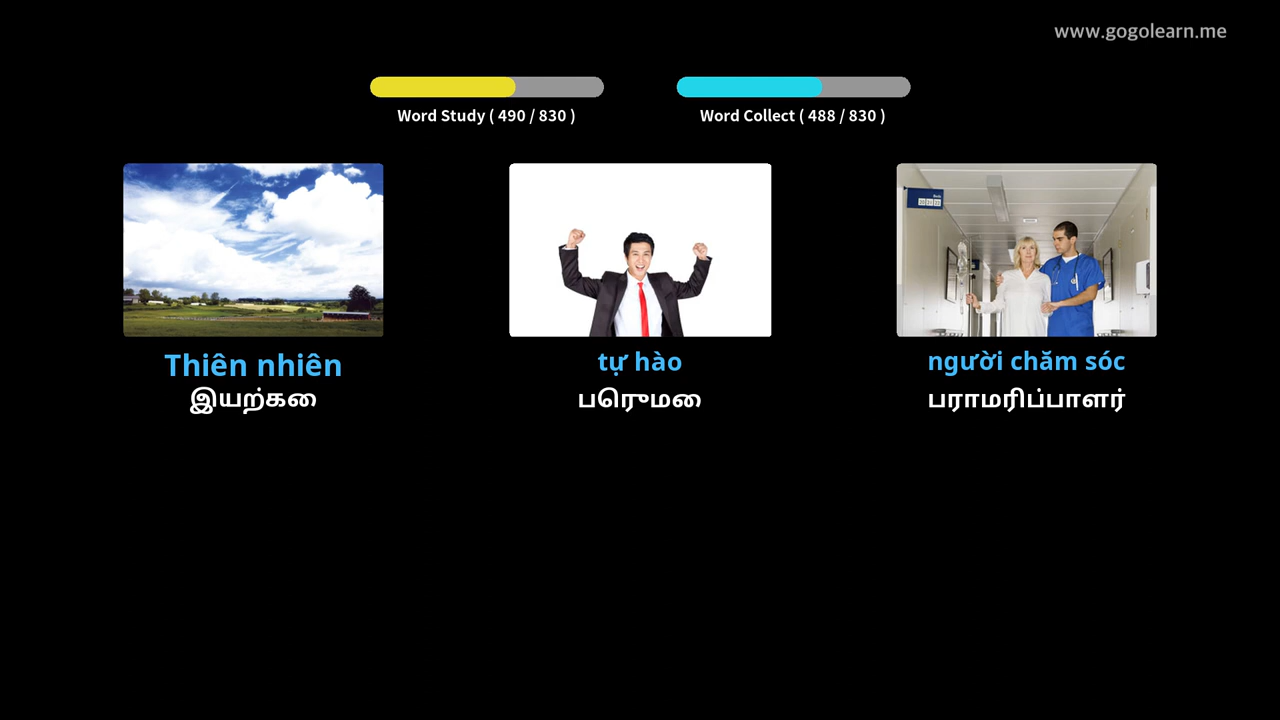 www.gogolearn.me
Word Study ( 490 / 830 )
Word Collect ( 488 / 830 )
Thiên nhiên
இயற்கை
tự hào
பெருமை
người chăm sóc
பராமரிப்பாளர்